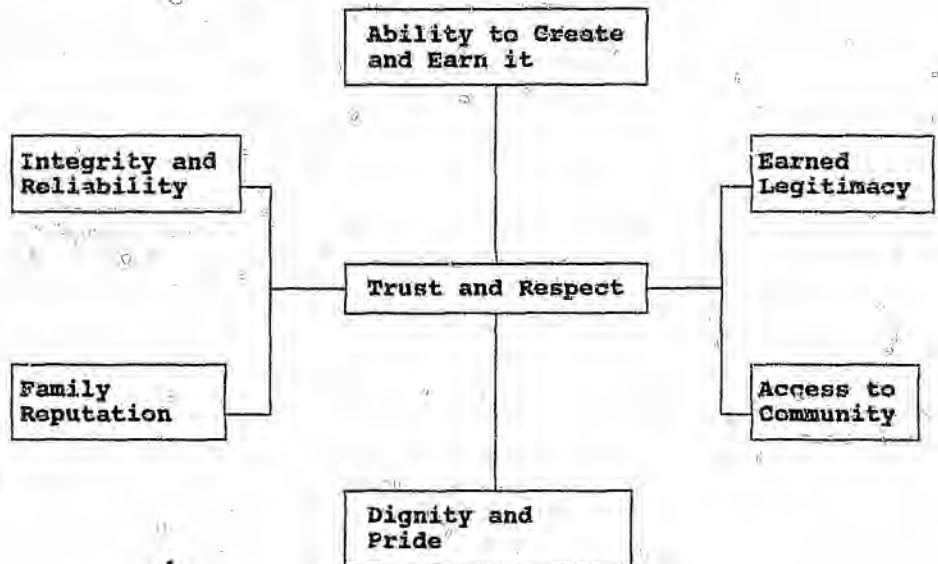 Ability to Create
and Earn it
Integrity and
Reliability
Earned
Legitimacy
Trust and Respect
Family
Reputation
Access to
Community
Dignity and
Pride